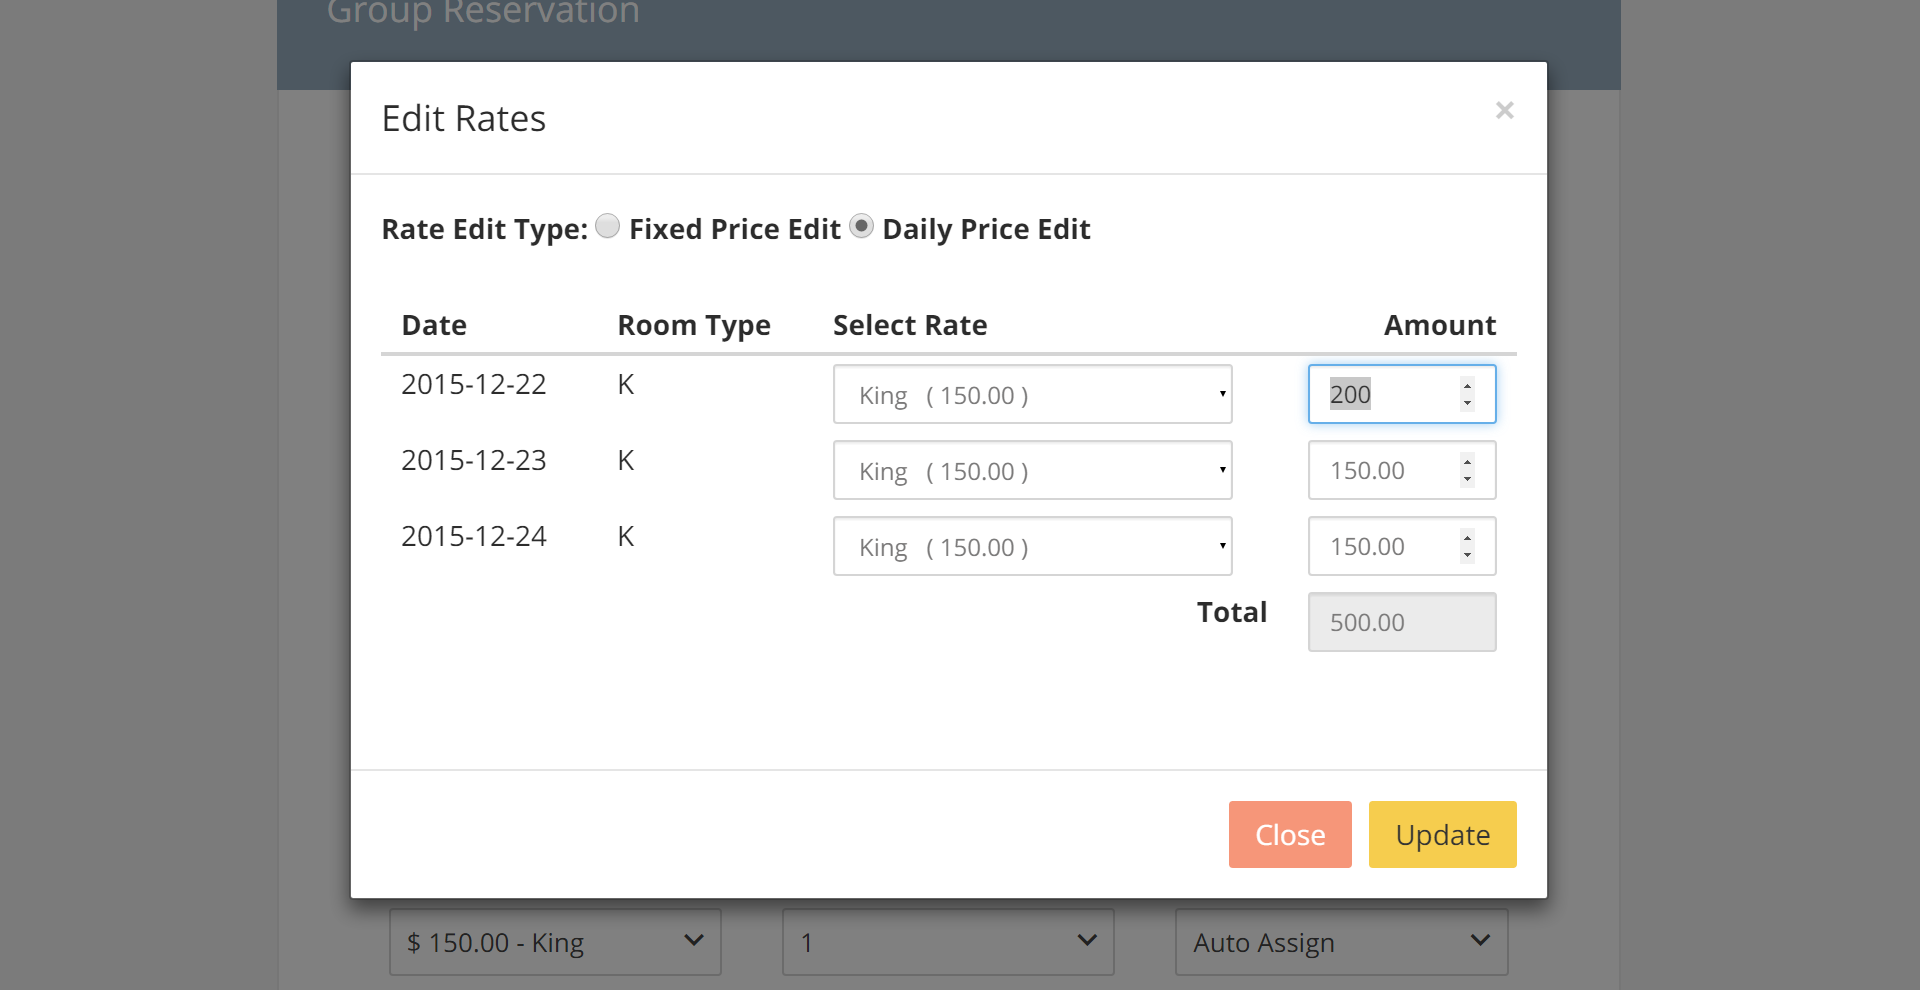 Group Reservation
Edit Rates ×
Rate Edit Type: Fixed Price Edit Daily Price Edit
Date Room Type Select Rate Amount
2015-12-22 K King ( 150.00 ) 200
2015-12-23 K King ( 150.00 ) 150.00
2015-12-24 K King ( 150.00 ) 150.00
Total 500.00
Close Update
$ 150.00 - King 1 Auto Assign